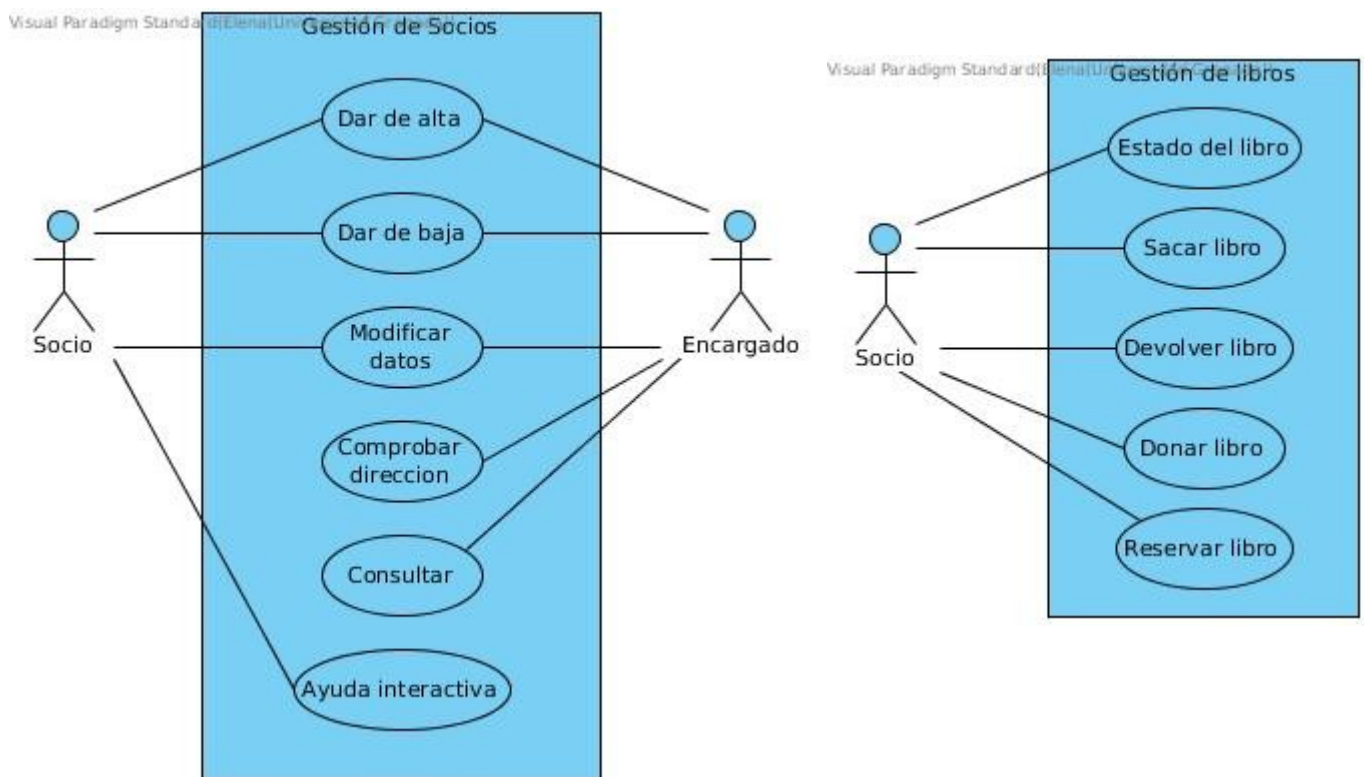 Visual Paradigm Standard(Elena(Uni
Gestión de Socios
Dar de alta
Dar de baja
Modificar
datos
Comprobar
direccion
Consultar
Ayuda interactiva
Socio
Encargado
Visual Paradigm Standard(
Gestión de libros
Estado del libro
Sacar libro
Devolver libro
Donar libro
Reservar libro
Socio